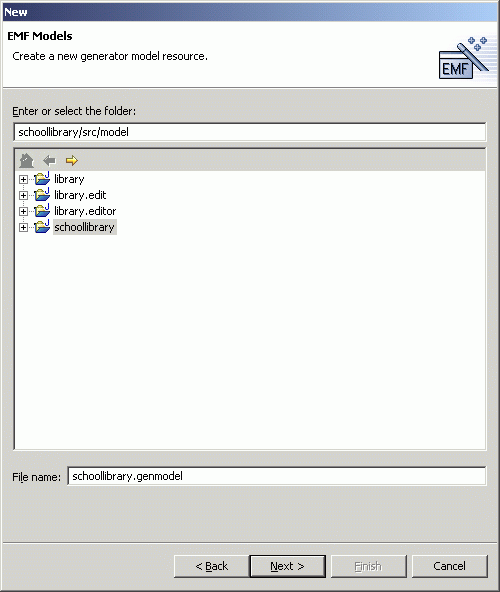 New
EMF Models
Create a new generator model resource.
EMF
Enter or select the folder:
schoollibrary/src/model
library
library.edit
library.editor
schoollibrary
File name: schoollibrary.genmodel
< Back Next > Finish Cancel